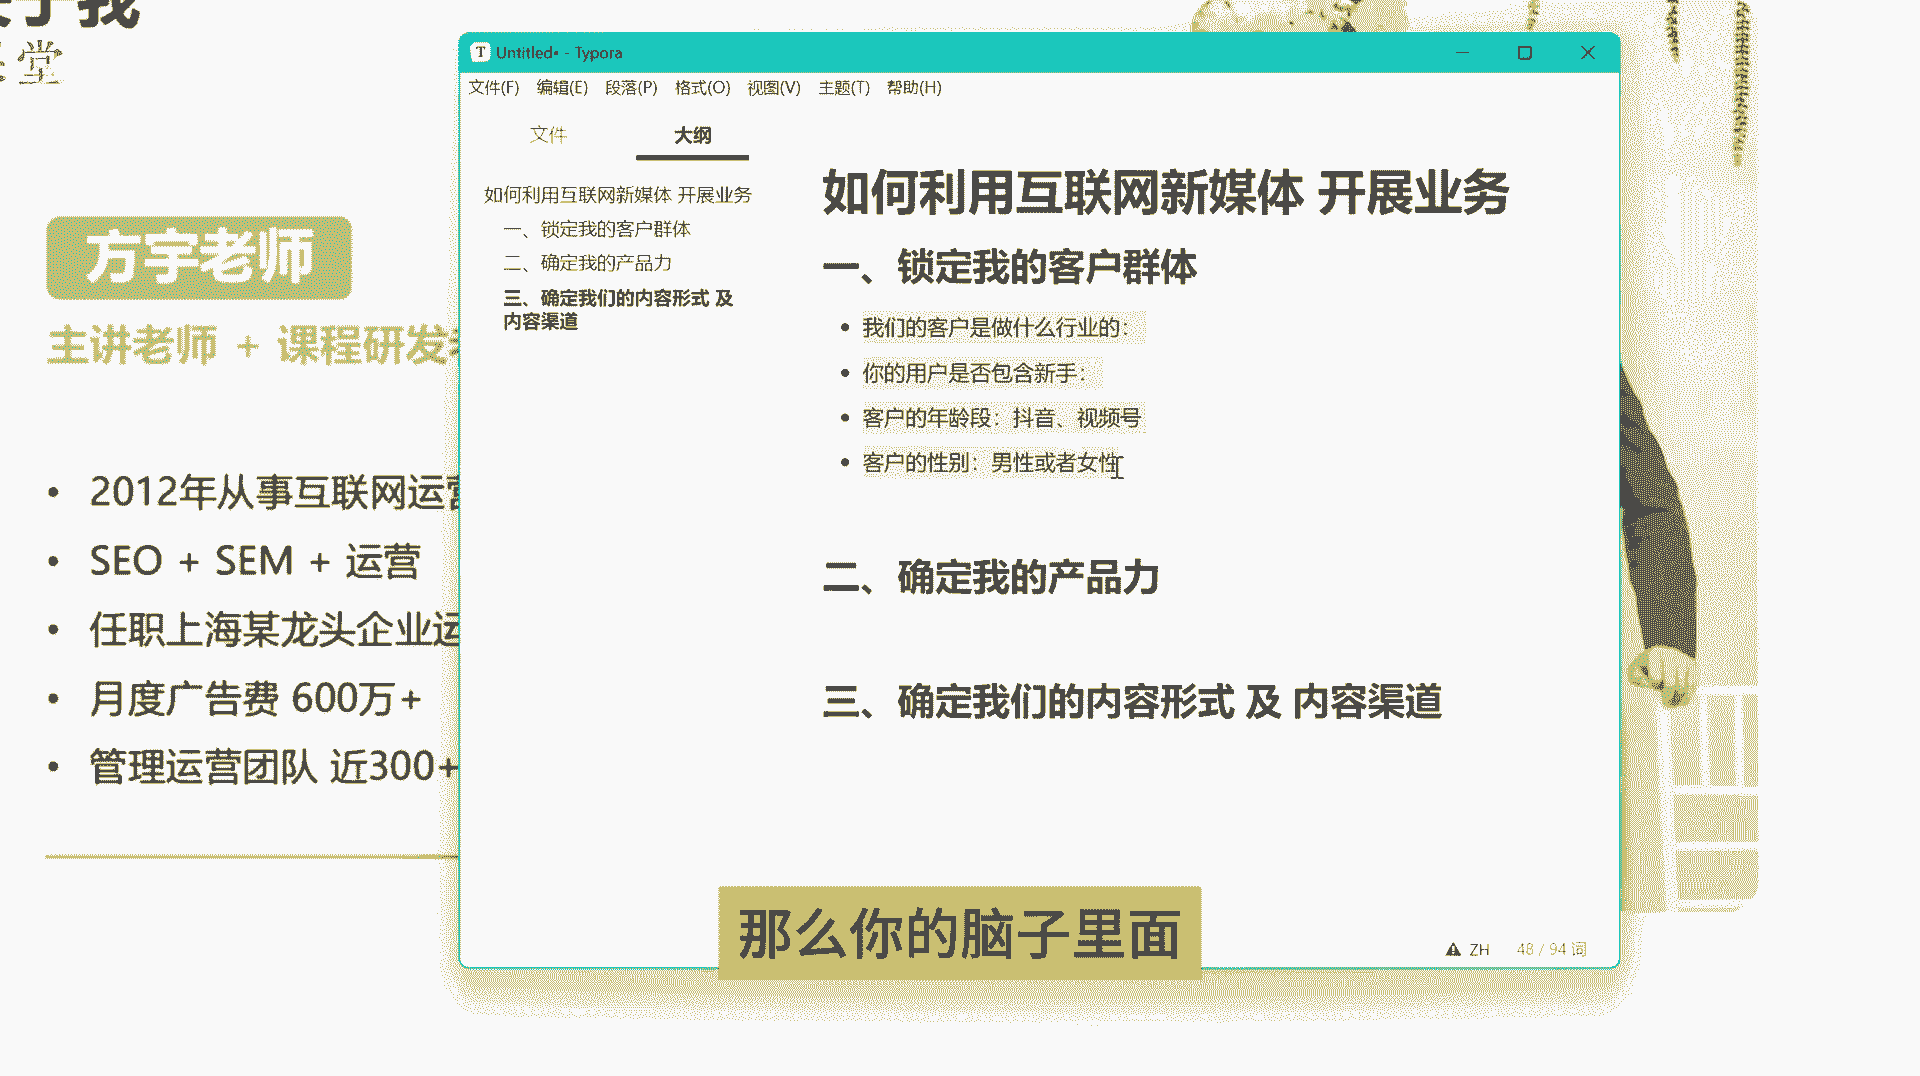 我
堂
方宇老师
主讲老师 + 课程研发
2012年从事互联网运营
SEO + SEM + 运营
任职上海某龙头企业运
月度广告费 600万+
管理运营团队 近300+
Untitled• - Typora
文件(F) 编辑(E) 段落(P) 格式(O) 视图(V) 主题(T) 帮助(H)
文件 大纲
如何利用互联网新媒体 开展业务
一、锁定我的客户群体
二、确定我的产品力
三、确定我们的内容形式 及
内容渠道
如何利用互联网新媒体 开展业务
一、锁定我的客户群体
我们的客户是做什么行业的：
你的用户是否包含新手：
客户的年龄段：抖音、视频号
客户的性别：男性或者女性
二、确定我的产品力
三、确定我们的内容形式 及 内容渠道
ZH 48 / 94 词
那么你的脑子里面